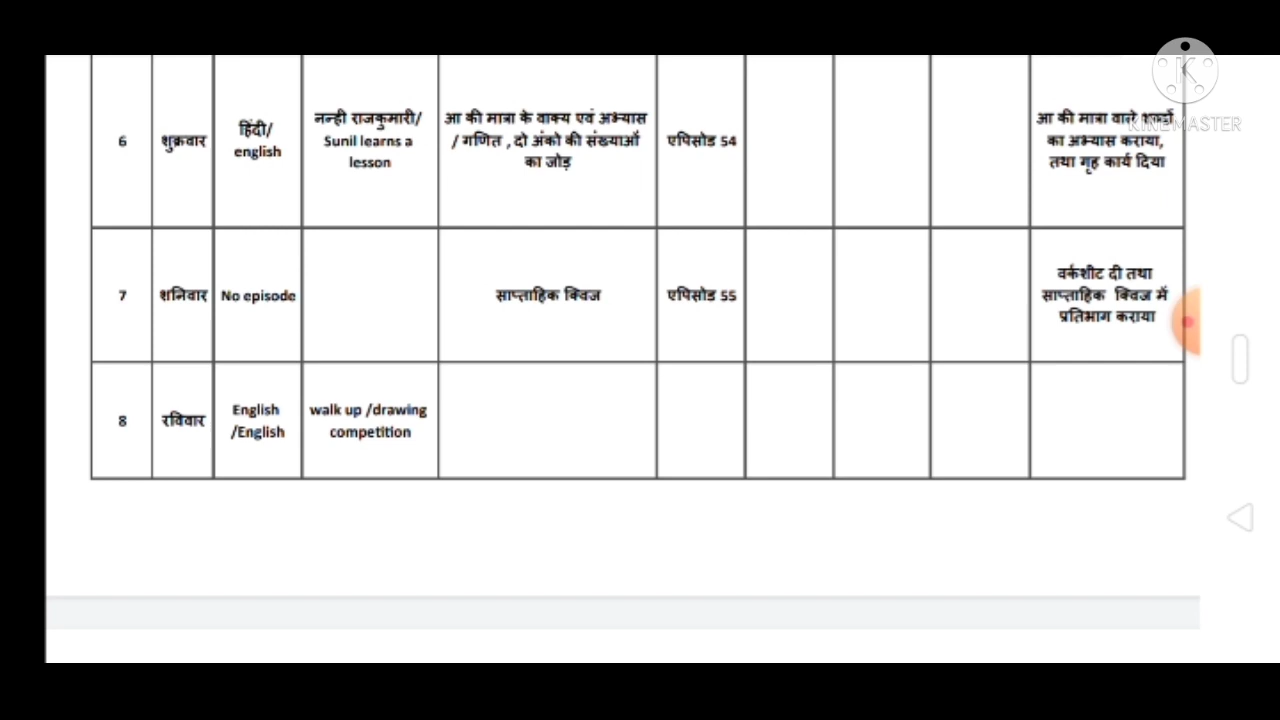 6
शुक्रवार
हिंदी/
english
नन्ही राजकुमारी/
Sunil learns a
lesson
आ की मात्रा के वाक्य एवं अभ्यास
/ गणित , दो अंको की संख्याओं
का जोड़
एपिसोड 54
आ की मात्रा वाले शब्दों
का अभ्यास कराया,
तथा गृह कार्य दिया
KINEMASTER
7
शनिवार
No episode
साप्ताहिक क्विज
एपिसोड 55
वर्कशीट दी तथा
साप्ताहिक क्विज में
प्रतिभाग कराया
8
रविवार
English
/English
walk up /drawing
competition